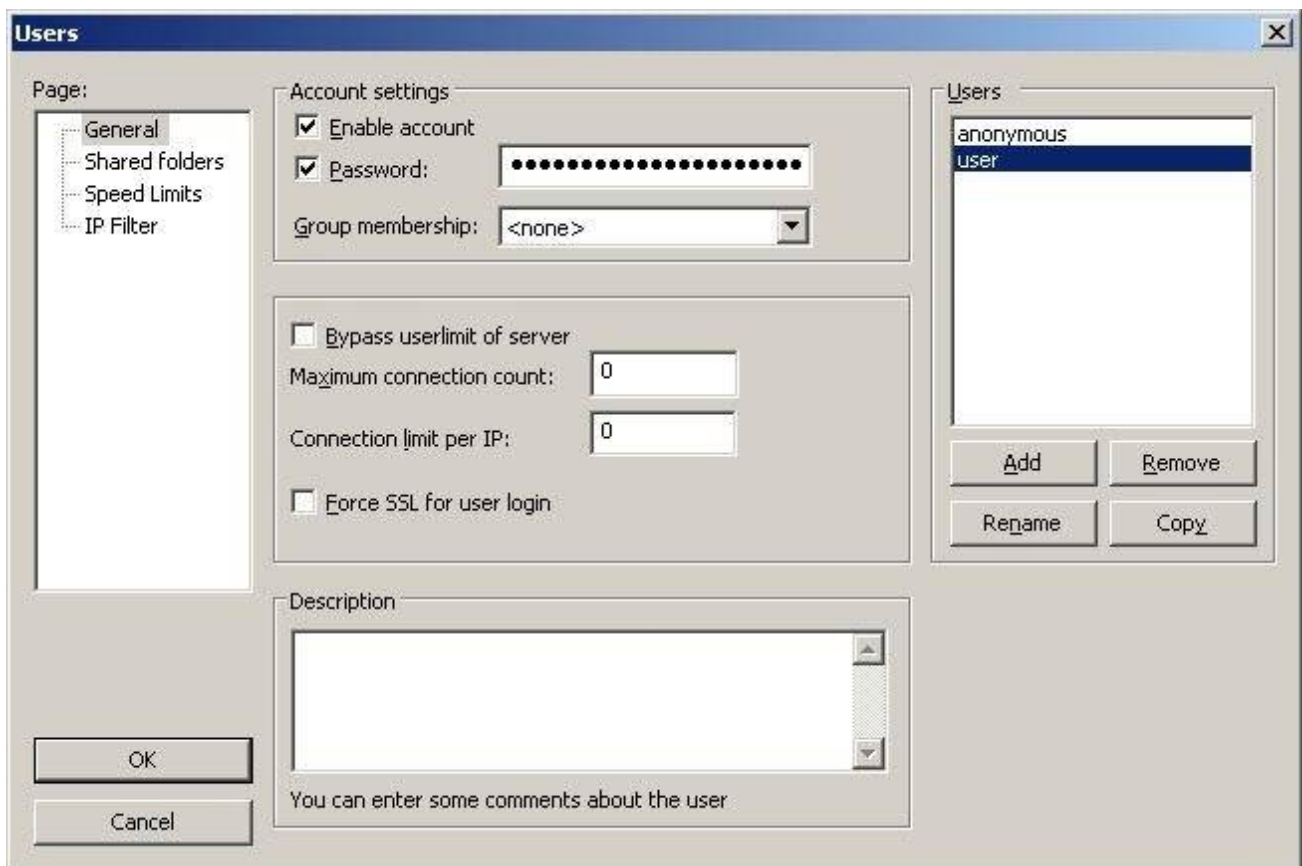 Users
Page:
General
Shared folders
Speed Limits
IP Filter
OK
Cancel
Account settings
Enable account
Password: ●●●●●●●●●●●●●●●●●●●●●
Group membership: <none>
Bypass userlimit of server
Maximum connection count: 0
Connection limit per IP: 0
Force SSL for user login
Description
You can enter some comments about the user
Users
anonymous
user
Add Remove
Rename Copy